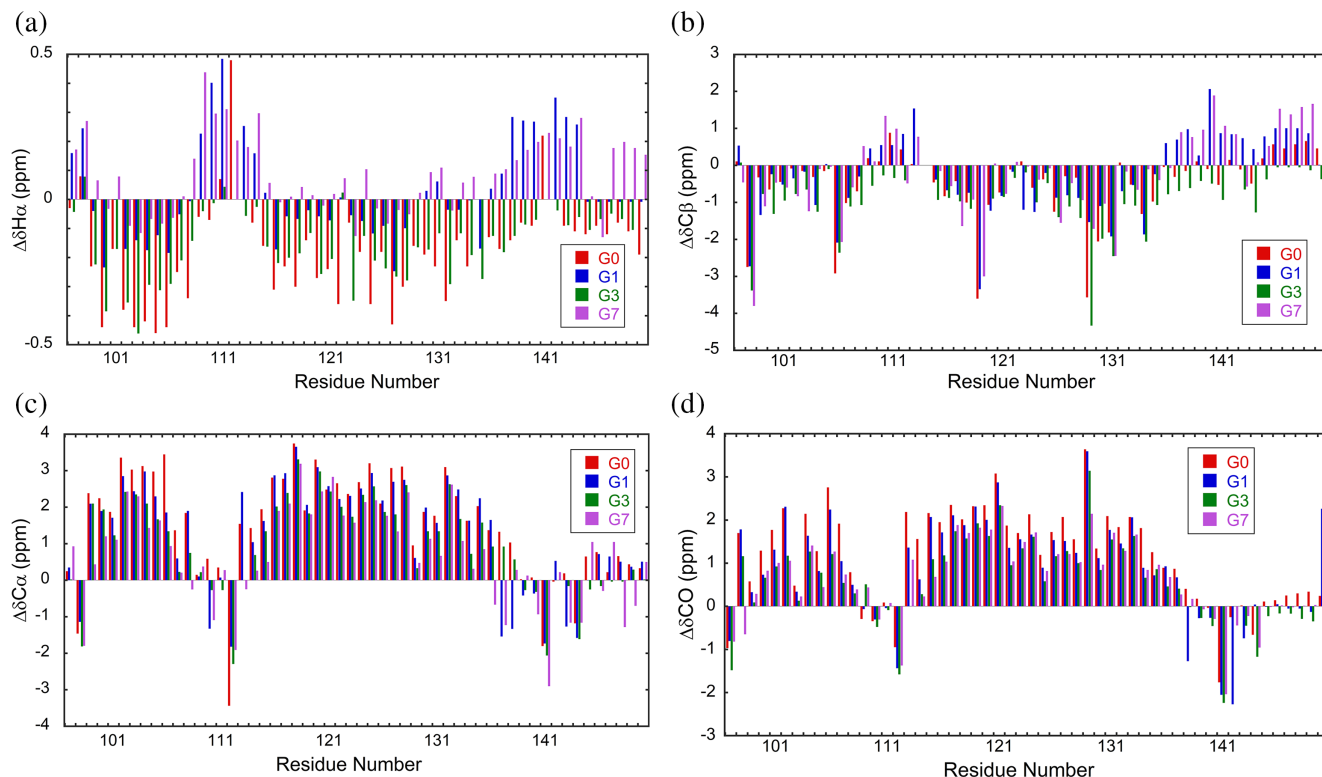 (a)
0.5
0
-0.5
ΔδHα (ppm)
101
111
121
131
141
Residue Number
G0
G1
G3
G7
(b)
3
2
1
0
-1
-2
-3
-4
-5
ΔδCβ (ppm)
101
111
121
131
141
Residue Number
G0
G1
G3
G7
(c)
4
3
2
1
0
-1
-2
-3
-4
ΔδCα (ppm)
101
111
121
131
141
Residue Number
G0
G1
G3
G7
(d)
4
3
2
1
0
-1
-2
-3
ΔδCO (ppm)
101
111
121
131
141
Residue Number
G0
G1
G3
G7